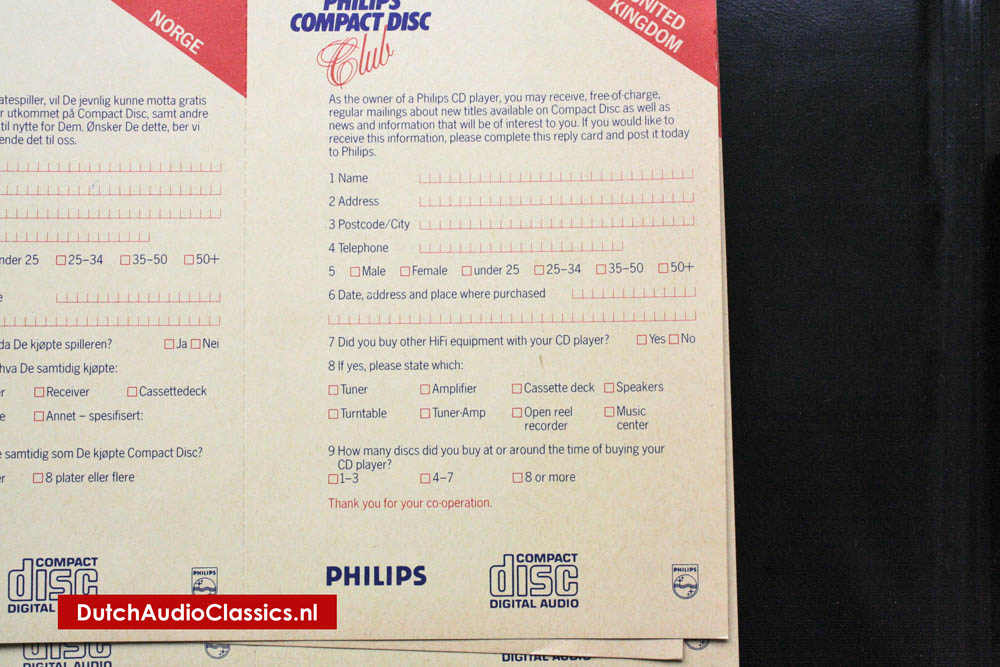 NORGE
atespiller, vil De jevnlig kunne motta gratis
r utkommet på Compact Disc, samt andre
til nytte for Dem. Ønsker De dette, ber vi
ende det til oss.
nder 25 25–34 35–50 50+
e
da De kjøpte spilleren? Ja Nei
hva De samtidig kjøpte:
r Receiver Cassettedeck
e Annet – spesifisert:
e samtidig som De kjøpte Compact Disc?
r 8 plater eller flere
COMPACT
disc
DIGITAL AUDIO
PHILIPS
PHILIPS
COMPACT DISC
Club
UNITED
KINGDOM
As the owner of a Philips CD player, you may receive, free-of-charge,
regular mailings about new titles available on Compact Disc as well as
news and information that will be of interest to you. If you would like to
receive this information, please complete this reply card and post it today
to Philips.
1 Name
2 Address
3 Postcode/City
4 Telephone
5 Male Female under 25 25–34 35–50 50+
6 Date, address and place where purchased
7 Did you buy other HiFi equipment with your CD player? Yes No
8 If yes, please state which:
Tuner Amplifier Cassette deck Speakers
Turntable Tuner-Amp Open reel recorder Music center
9 How many discs did you buy at or around the time of buying your
CD player?
1–3 4–7 8 or more
Thank you for your co-operation.
PHILIPS
COMPACT
disc
DIGITAL AUDIO
PHILIPS
DutchAudioClassics.nl
disc
DIGITAL AUDIO
DIGITAL AUDIO